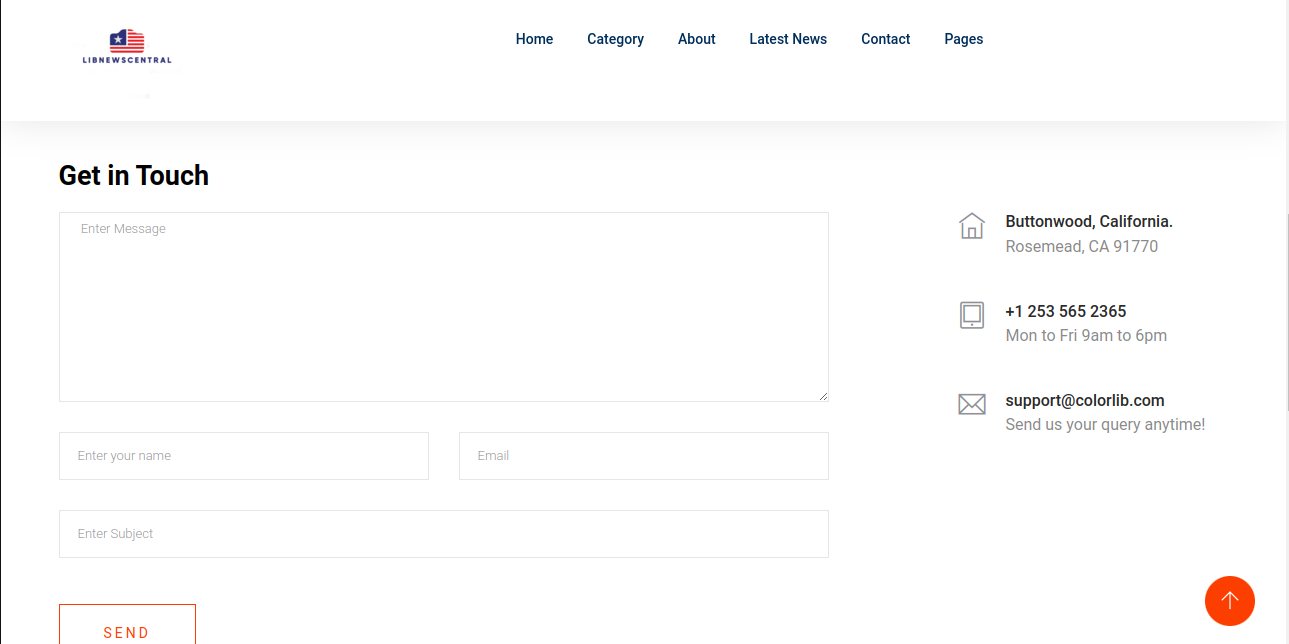 LIBNEWSCENTRAL
Home Category About Latest News Contact Pages
Get in Touch
Enter Message
Enter your name
Email
Enter Subject
SEND
Buttonwood, California.
Rosemead, CA 91770
+1 253 565 2365
Mon to Fri 9am to 6pm
support@colorlib.com
Send us your query anytime!